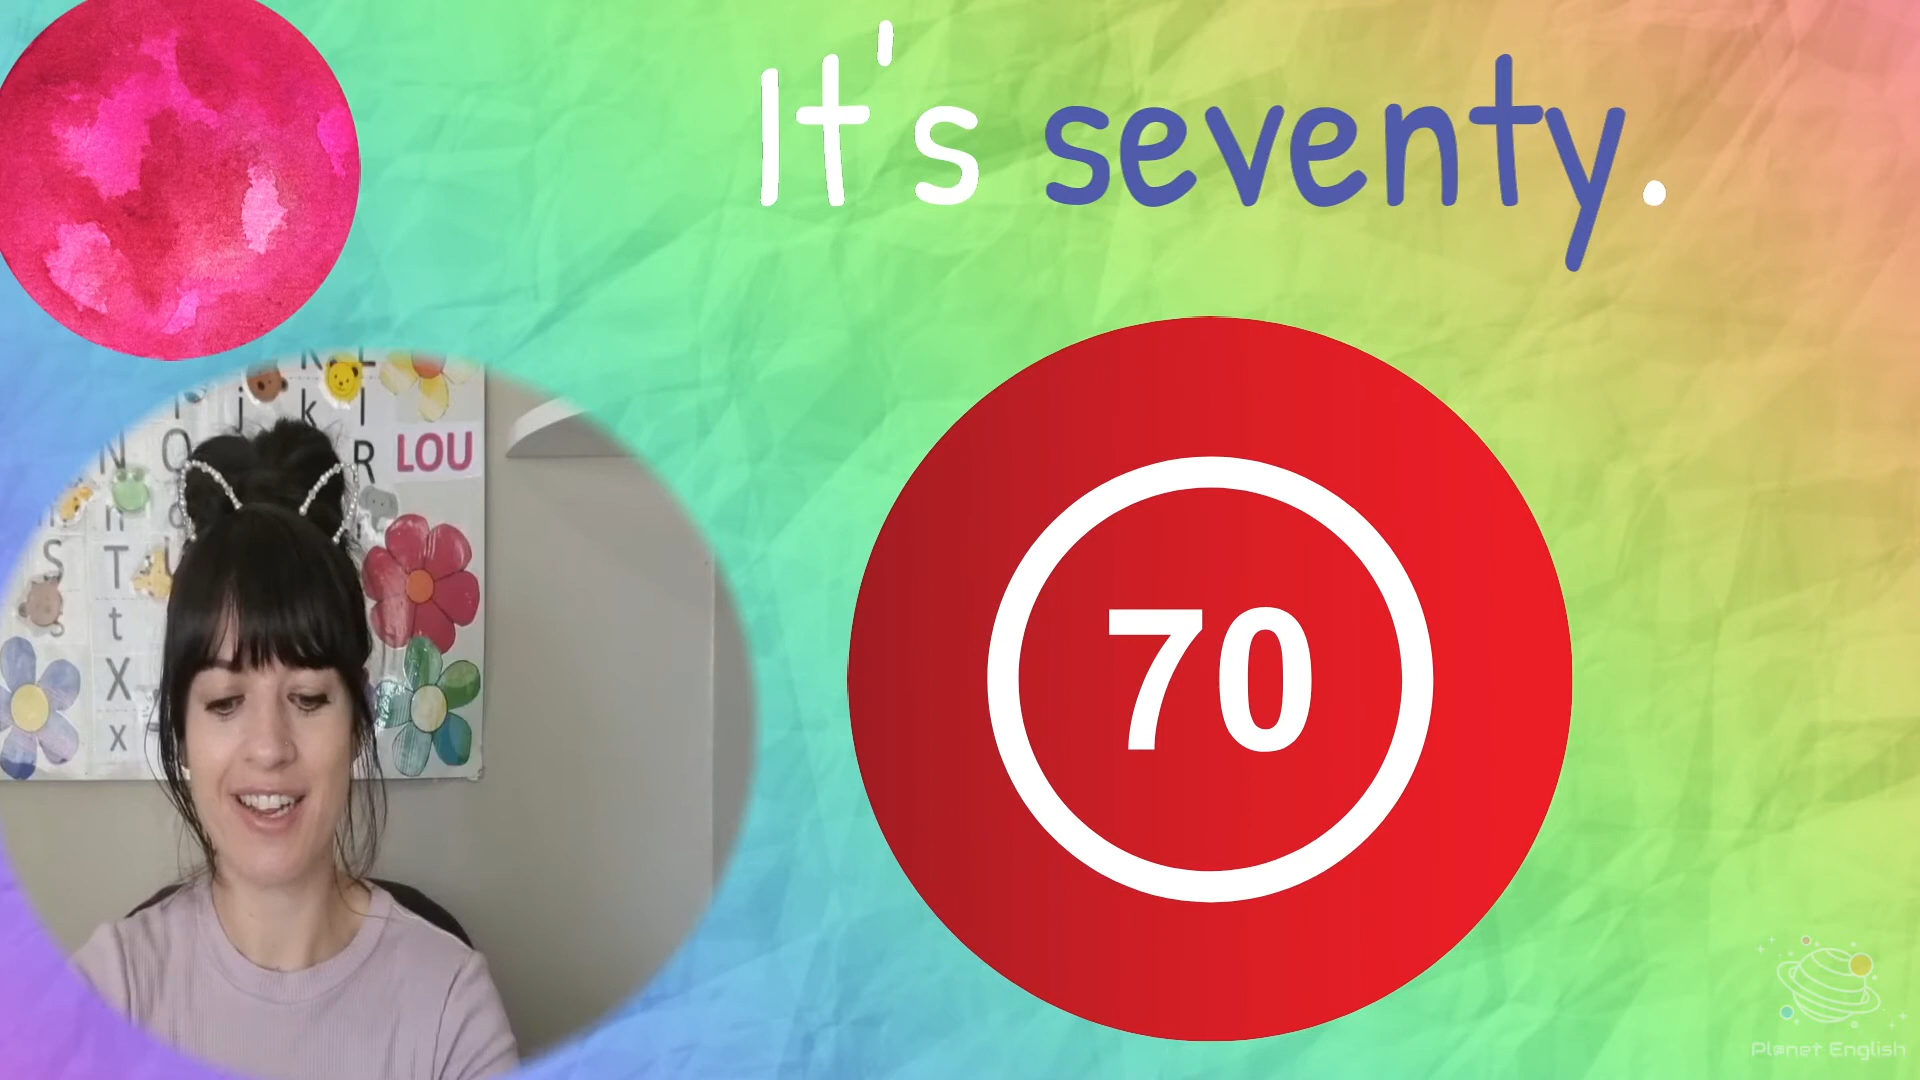 It's seventy.
K L
j k l
N Q R LOU
n
S T
s t
X
x
70
Planet English